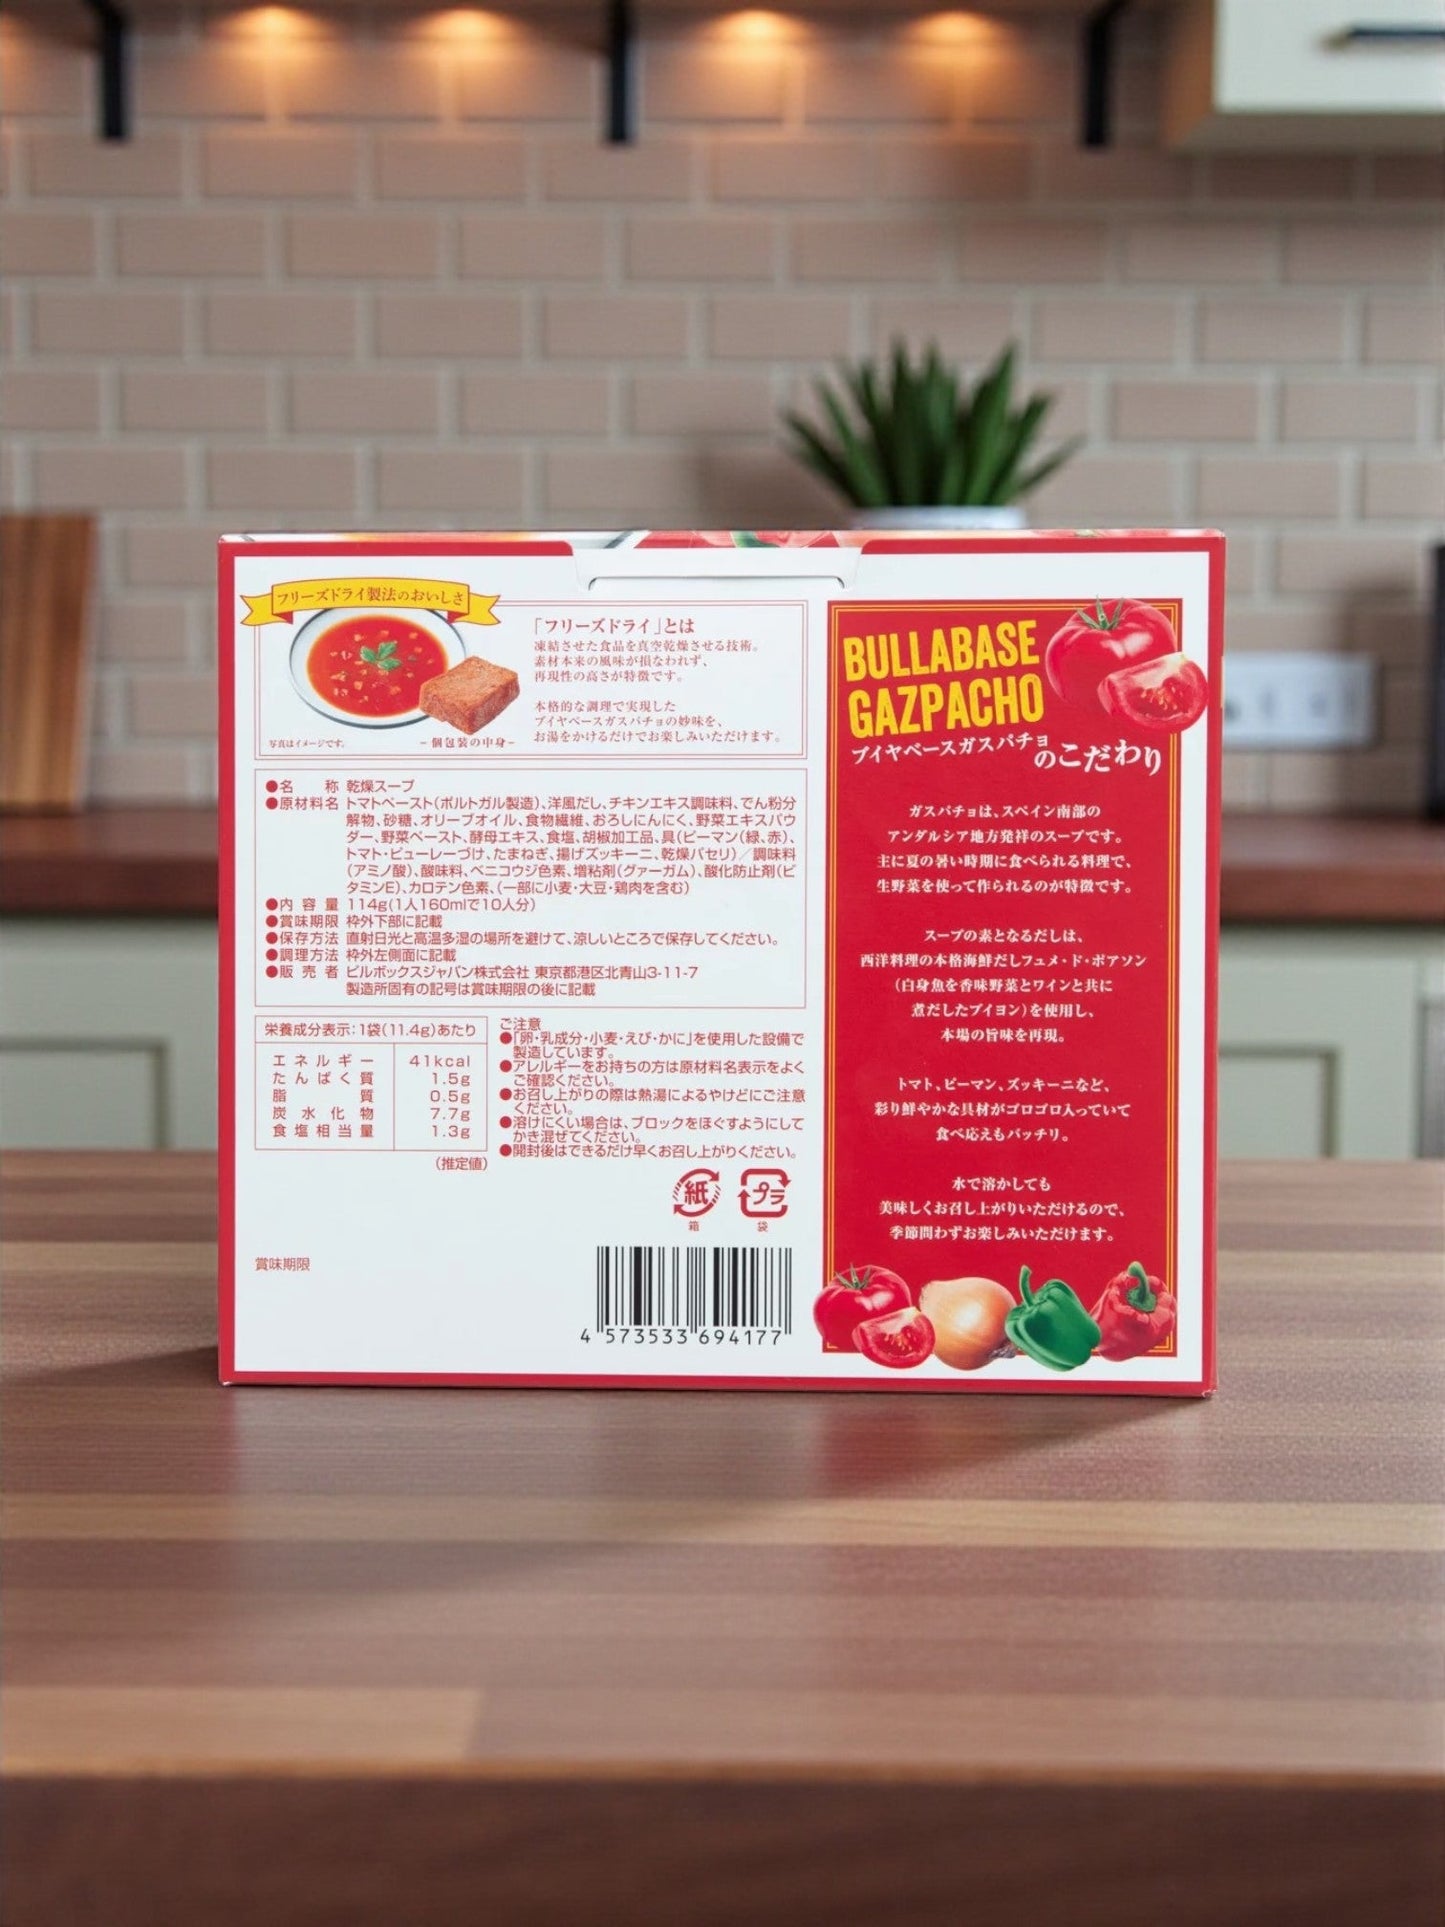 フリーズドライ製法のおいしさ
「フリーズドライ」とは
凍結させた食品を真空乾燥させる技術。
素材本来の風味が損なわれず、
再現性の高さが特徴です。
本格的な調理で実現した
ブイヤベースガスパチョの妙味を、
お湯をかけるだけでお楽しみいただけます。
写真はイメージです。
－個包装の中身－
●名 称 乾燥スープ
●原材料名 トマトペースト(ポルトガル製造)、洋風だし、チキンエキス調味料、でん粉分
解物、砂糖、オリーブオイル、食物繊維、おろしにんにく、野菜エキスパウ
ダー、野菜ペースト、酵母エキス、食塩、胡椒加工品、具(ピーマン(緑、赤)、
トマト・ピューレーづけ、たまねぎ、揚げズッキーニ、乾燥パセリ)／調味料
(アミノ酸)、酸味料、ベニコウジ色素、増粘剤(グァーガム)、酸化防止剤(ビ
タミンE)、カロテン色素、(一部に小麦・大豆・鶏肉を含む)
●内容量 114g(1人160mlで10人分)
●賞味期限 枠外下部に記載
●保存方法 直射日光と高温多湿の場所を避けて、涼しいところで保存してください。
●調理方法 枠外左側面に記載
●販売者 ピルボックスジャパン株式会社 東京都港区北青山3-11-7
製造所固有の記号は賞味期限の後に記載
栄養成分表示：1袋(11.4g)あたり
エネルギー 41kcal
たんぱく質 1.5g
脂質 0.5g
炭水化物 7.7g
食塩相当量 1.3g
(推定値)
ご注意
●「卵・乳成分・小麦・えび・かに」を使用した設備で
製造しています。
●アレルギーをお持ちの方は原材料名表示をよく
ご確認ください。
●お召し上がりの際は熱湯によるやけどにご注意
ください。
●溶けにくい場合は、ブロックをほぐすようにして
かき混ぜてください。
●開封後はできるだけ早くお召し上がりください。
紙
箱
プラ
袋
賞味期限
4 573533 694177
BULLABASE
GAZPACHO
ブイヤベースガスパチョ
のこだわり
ガスパチョは、スペイン南部の
アンダルシア地方発祥のスープです。
主に夏の暑い時期に食べられる料理で、
生野菜を使って作られるのが特徴です。
スープの素となるだしは、
西洋料理の本格海鮮だしフュメ・ド・ポアソン
(白身魚を香味野菜とワインと共に
煮だしたブイヨン)を使用し、
本場の旨味を再現。
トマト、ピーマン、ズッキーニなど、
彩り鮮やかな具材がゴロゴロ入っていて
食べ応えもバッチリ。
水で溶かしても
美味しくお召し上がりいただけるので、
季節問わずお楽しみいただけます。